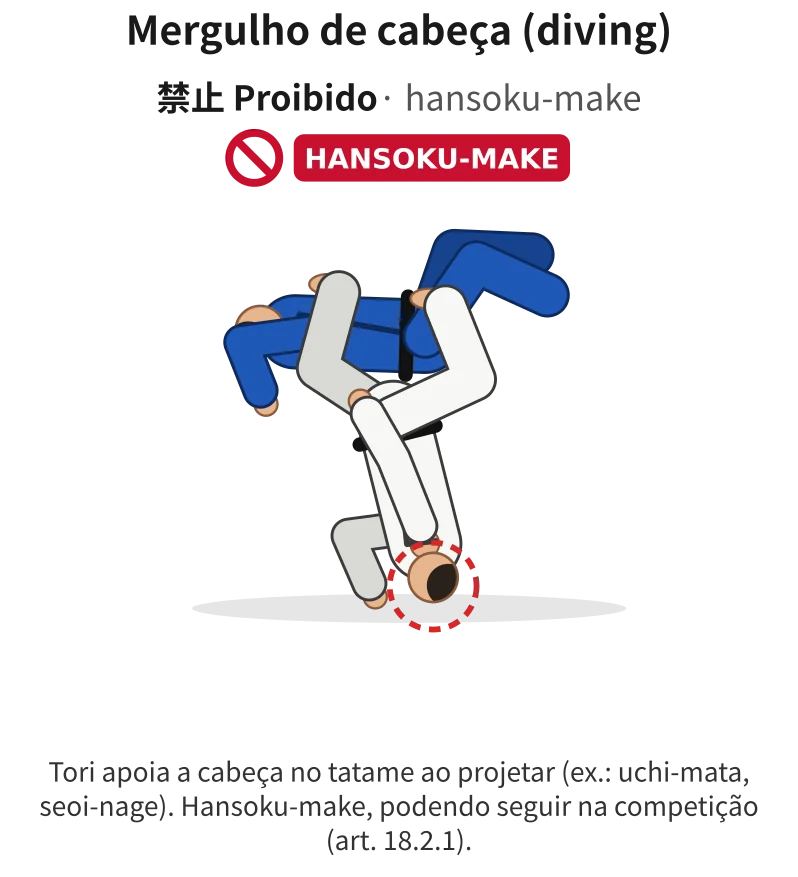 Mergulho de cabeça (diving)
禁止 Proibido · hansoku-make
HANSOKU-MAKE
Tori apoia a cabeça no tatame ao projetar (ex.: uchi-mata,
seoi-nage). Hansoku-make, podendo seguir na competição
(art. 18.2.1).